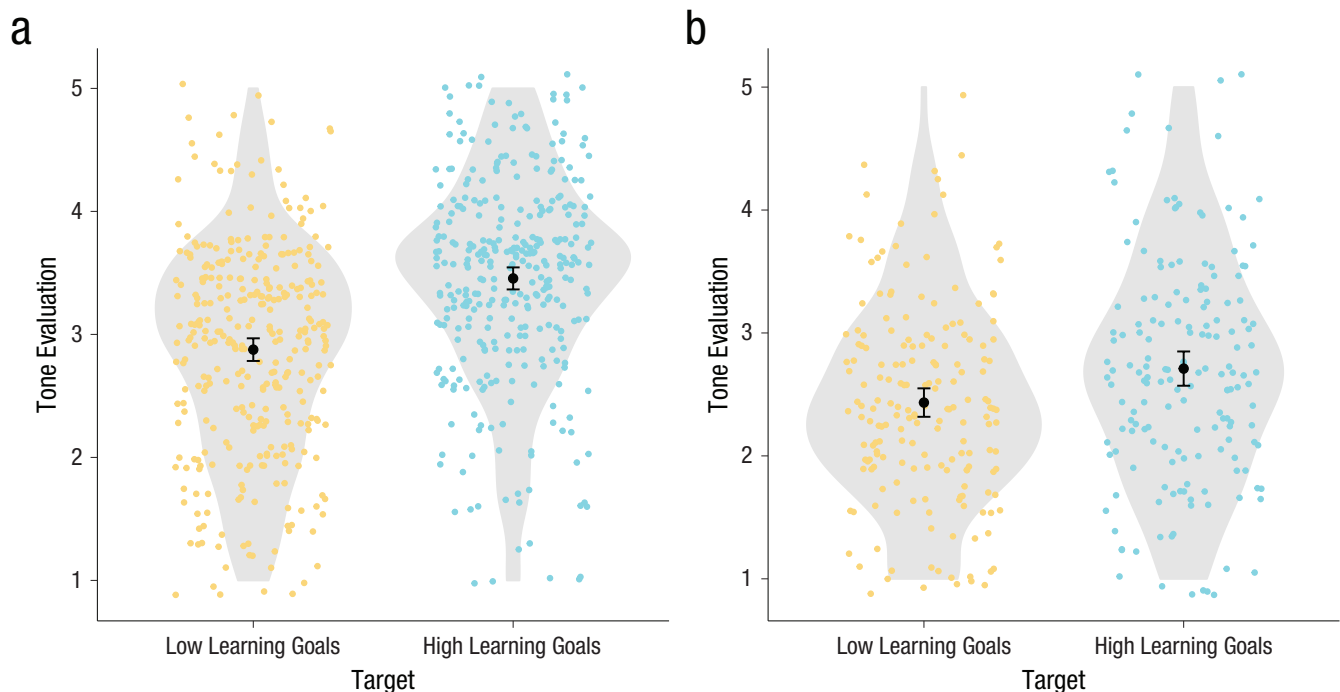 a
Tone Evaluation
5
4
3
2
1
Low Learning Goals
High Learning Goals
Target
b
Tone Evaluation
5
4
3
2
1
Low Learning Goals
High Learning Goals
Target